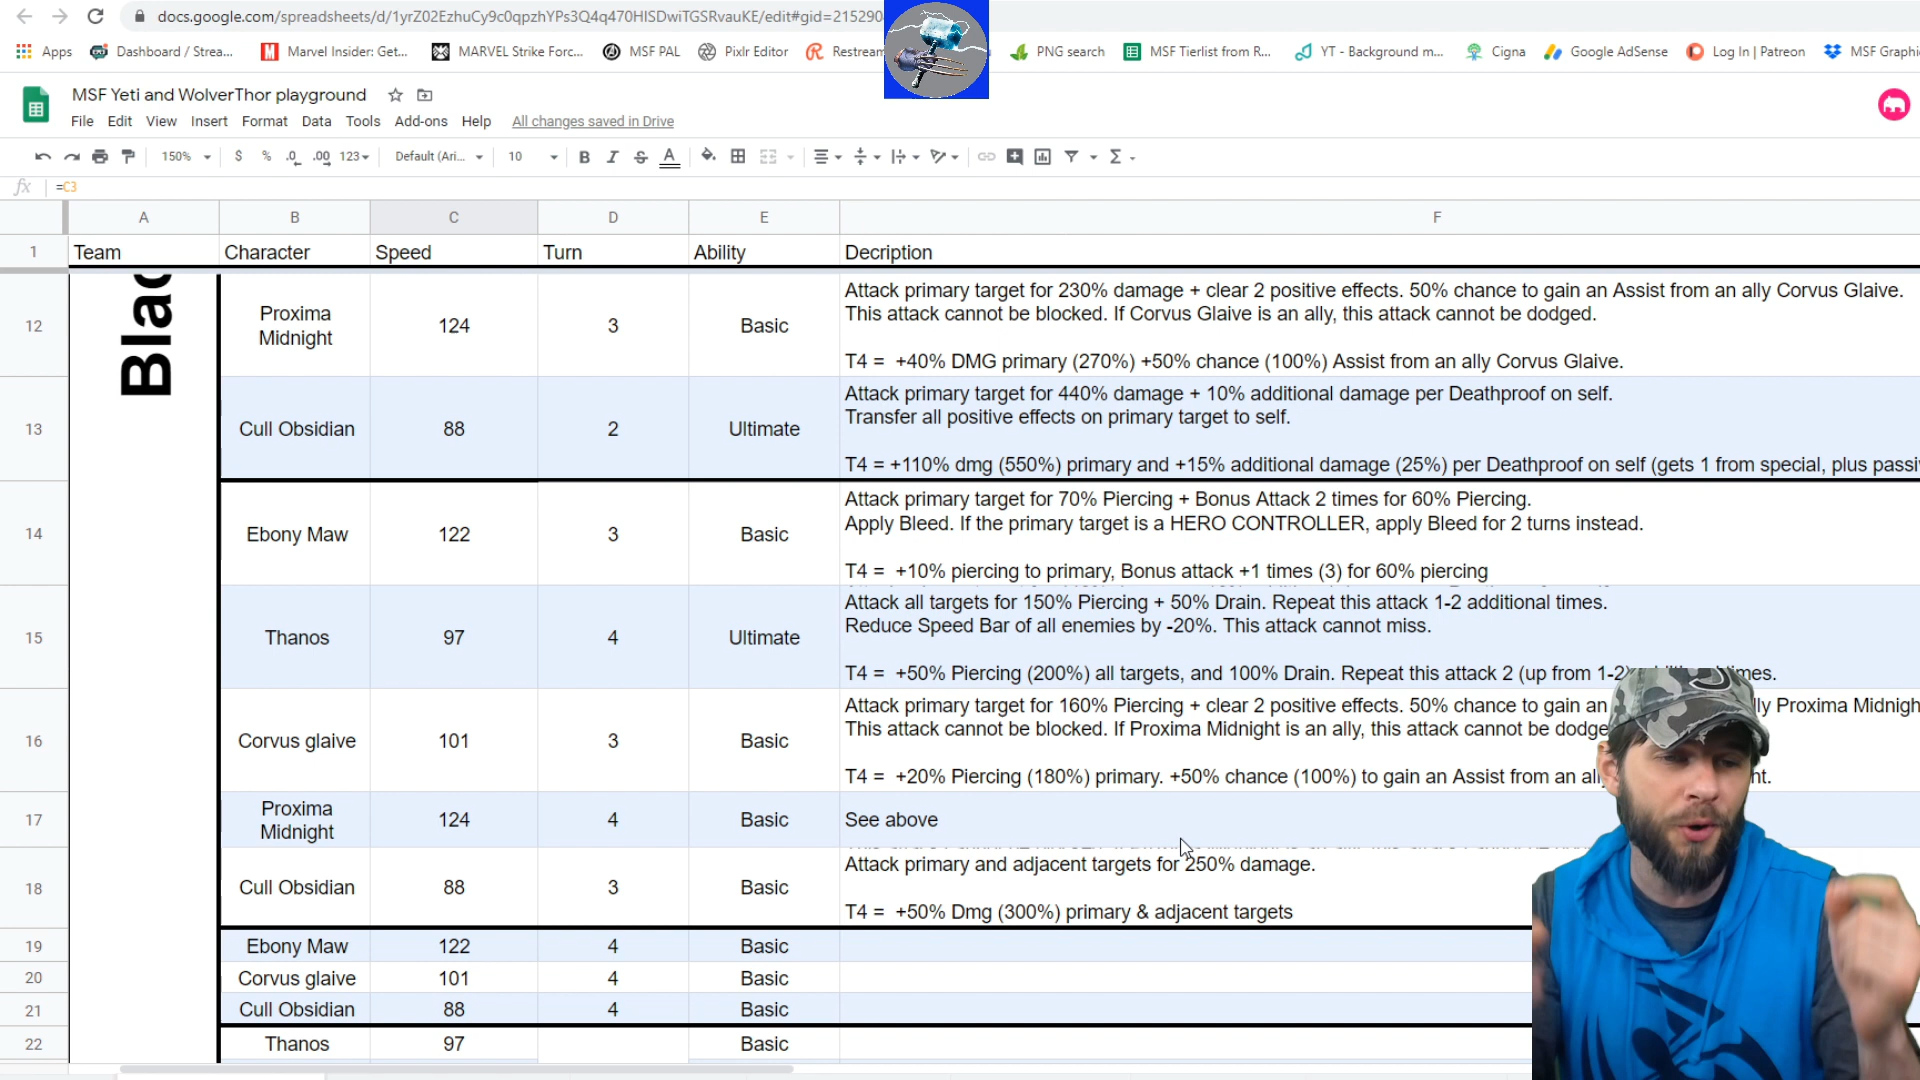 docs.google.com/spreadsheets/d/1yrZ02EzhuCy9c0qpzhYPs3Q4q470HISDwiTGSRvauKE/edit#gid=215290
Apps Dashboard / Strea... Marvel Insider: Get... MARVEL Strike Forc... MSF PAL Pixlr Editor Restream PNG search MSF Tierlist from R... YT - Background m... Cigna Google AdSense Log In | Patreon MSF Graphi
MSF Yeti and WolverThor playground
File Edit View Insert Format Data Tools Add-ons Help All changes saved in Drive
150% $ % .0 .00 123 Default (Ari... 10 B I S A Σ
fx =C3
A B C D E F
1 Team Character Speed Turn Ability Decription
Blac
12 Proxima Midnight 124 3 Basic
Attack primary target for 230% damage + clear 2 positive effects. 50% chance to gain an Assist from an ally Corvus Glaive.
This attack cannot be blocked. If Corvus Glaive is an ally, this attack cannot be dodged.
T4 = +40% DMG primary (270%) +50% chance (100%) Assist from an ally Corvus Glaive.
13 Cull Obsidian 88 2 Ultimate
Attack primary target for 440% damage + 10% additional damage per Deathproof on self.
Transfer all positive effects on primary target to self.
T4 = +110% dmg (550%) primary and +15% additional damage (25%) per Deathproof on self (gets 1 from special, plus passi
14 Ebony Maw 122 3 Basic
Attack primary target for 70% Piercing + Bonus Attack 2 times for 60% Piercing.
Apply Bleed. If the primary target is a HERO CONTROLLER, apply Bleed for 2 turns instead.
T4 = +10% piercing to primary, Bonus attack +1 times (3) for 60% piercing
15 Thanos 97 4 Ultimate
Attack all targets for 150% Piercing + 50% Drain. Repeat this attack 1-2 additional times.
Reduce Speed Bar of all enemies by -20%. This attack cannot miss.
T4 = +50% Piercing (200%) all targets, and 100% Drain. Repeat this attack 2 (up from 1-2)
16 Corvus glaive 101 3 Basic
Attack primary target for 160% Piercing + clear 2 positive effects. 50% chance to gain an ly Proxima Midnigh
This attack cannot be blocked. If Proxima Midnight is an ally, this attack cannot be dodge
T4 = +20% Piercing (180%) primary. +50% chance (100%) to gain an Assist from an all
17 Proxima Midnight 124 4 Basic See above
18 Cull Obsidian 88 3 Basic
Attack primary and adjacent targets for 250% damage.
T4 = +50% Dmg (300%) primary & adjacent targets
19 Ebony Maw 122 4 Basic
20 Corvus glaive 101 4 Basic
21 Cull Obsidian 88 4 Basic
22 Thanos 97 Basic